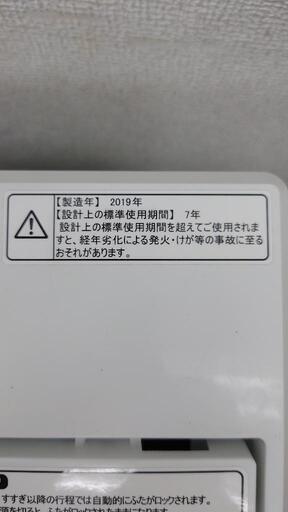 【製造年】 2019年
【設計上の標準使用期間】 7年
設計上の標準使用期間を超えてご使用されま
すと、経年劣化による発火・けが等の事故に至る
おそれがあります。
すすぎ以降の行程では自動的にふたがロックされます。